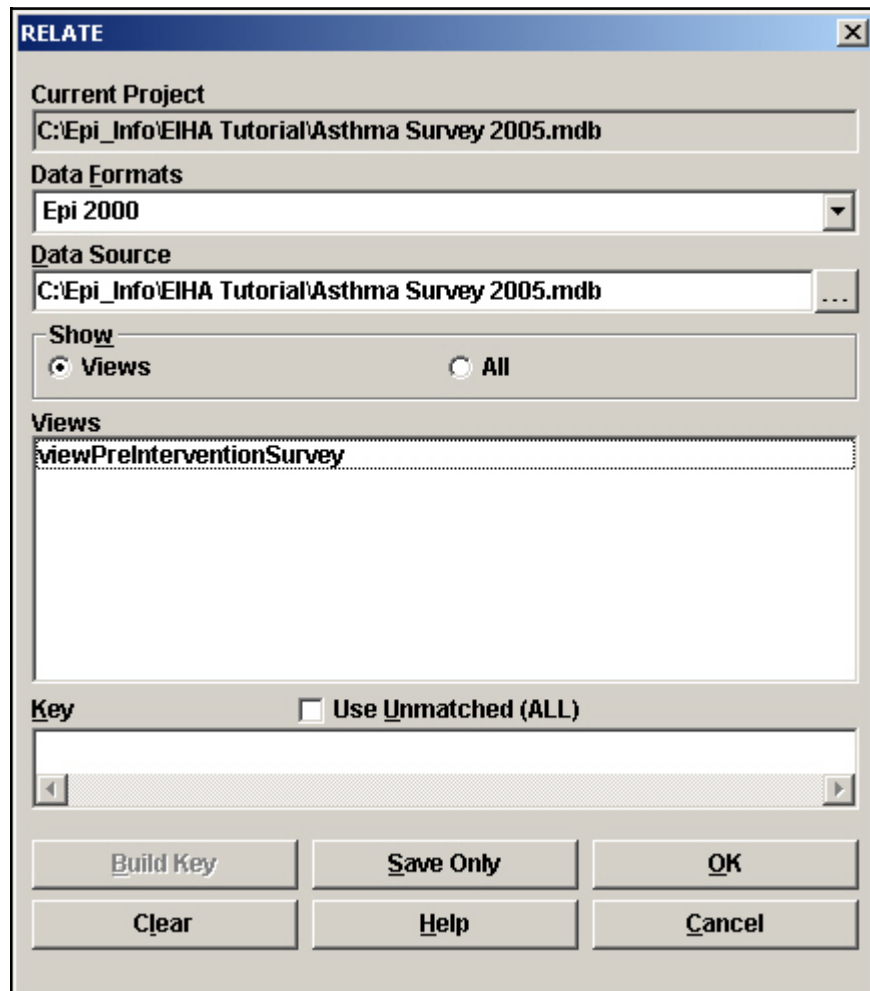 RELATE
Current Project
C:\Epi_Info\EIHA Tutorial\Asthma Survey 2005.mdb
Data Formats
Epi 2000
Data Source
C:\Epi_Info\EIHA Tutorial\Asthma Survey 2005.mdb
...
Show
Views
All
Views
viewPreInterventionSurvey
Key
Use Unmatched (ALL)
Build Key
Save Only
OK
Clear
Help
Cancel